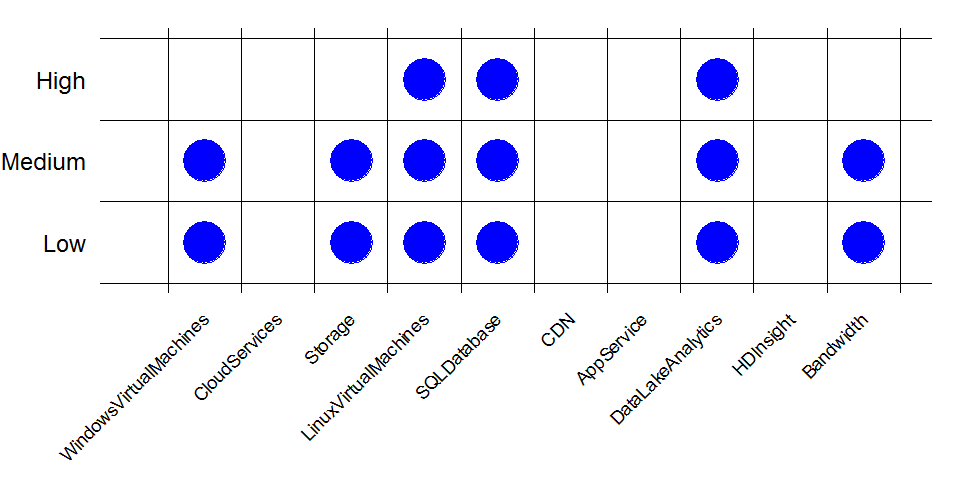 High
Medium
Low
WindowsVirtualMachines
CloudServices
Storage
LinuxVirtualMachines
SQLDatabase
CDN
AppService
DataLakeAnalytics
HDInsight
Bandwidth